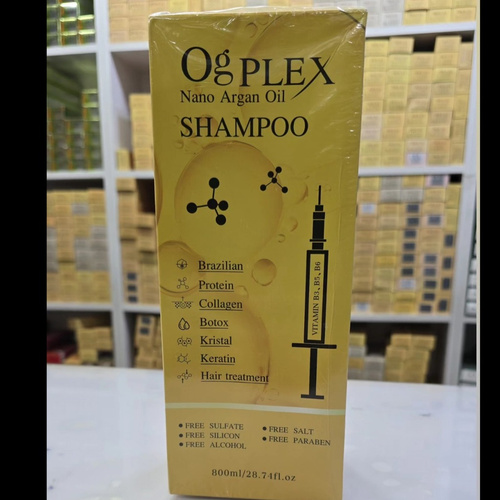 Og PLEX
Nano Argan Oil
SHAMPOO
Brazilian
Protein
Collagen
Botox
Kristal
Keratin
Hair treatment
VITAMIN B3, B5, B6
FREE SULFATE
FREE SILICON
FREE ALCOHOL
FREE SALT
FREE PARABEN
800ml/28.74fl.oz